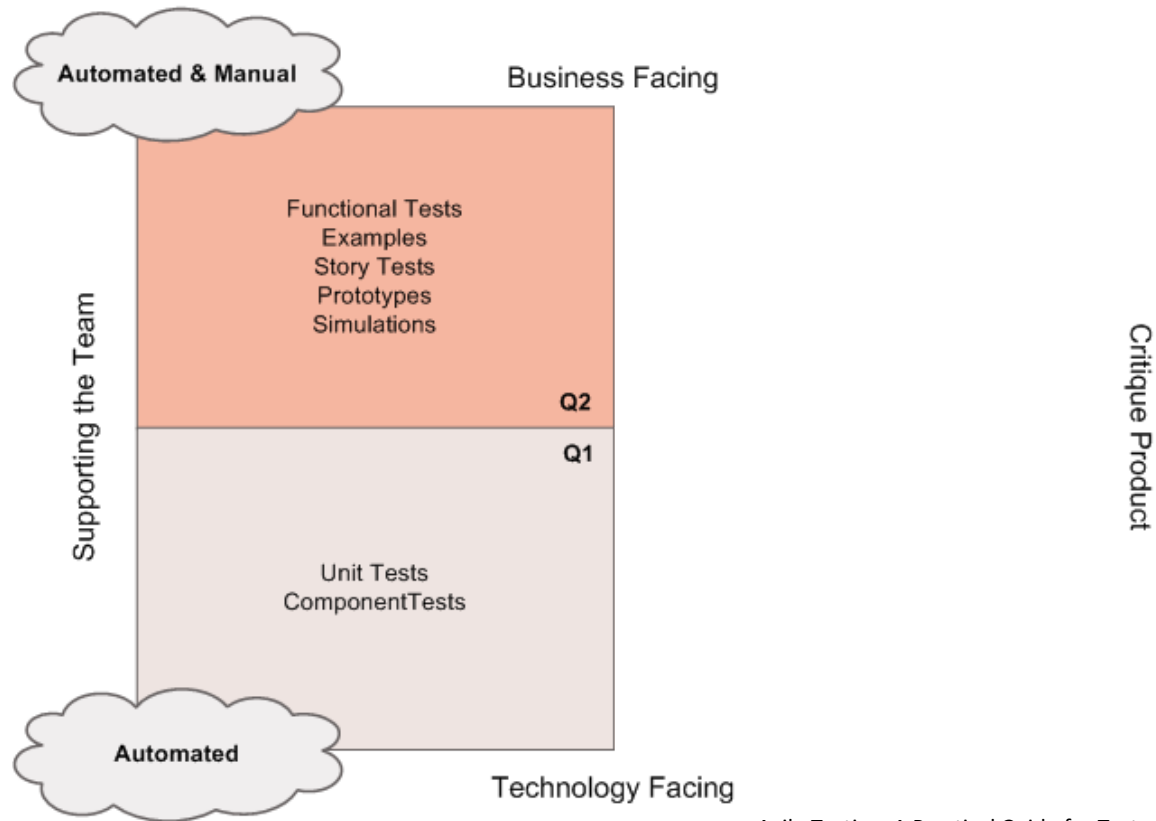 Automated & Manual
Business Facing
Functional Tests
Examples
Story Tests
Prototypes
Simulations
Q2
Supporting the Team
Critique Product
Q1
Unit Tests
ComponentTests
Automated
Technology Facing